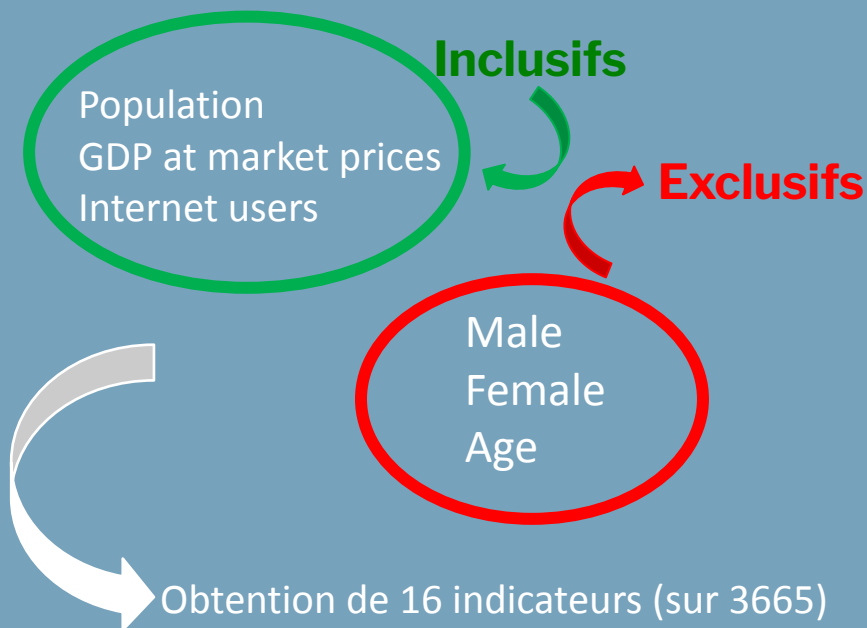 Inclusifs
Population
GDP at market prices
Internet users
Exclusifs
Male
Female
Age
Obtention de 16 indicateurs (sur 3665)